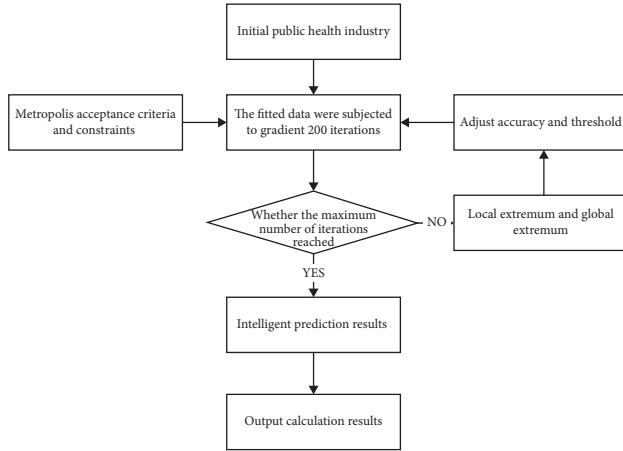 Initial public health industry
Metropolis acceptance criteria
and constraints
The fitted data were subjected
to gradient 200 iterations
Adjust accuracy and threshold
Whether the maximum
number of iterations
reached
NO
Local extremum and global
extremum
YES
Intelligent prediction results
Output calculation results